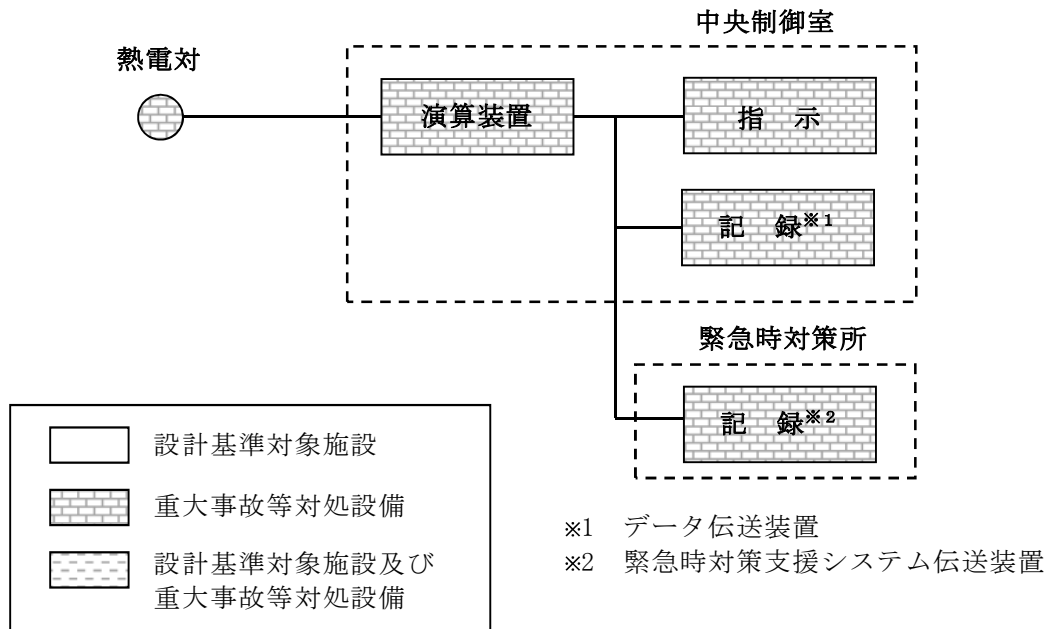 中央制御室
熱電対
演算装置
指　示
記　録※1
緊急時対策所
記　録※2
設計基準対象施設
重大事故等対処設備
設計基準対象施設及び
重大事故等対処設備
※1　データ伝送装置
※2　緊急時対策支援システム伝送装置